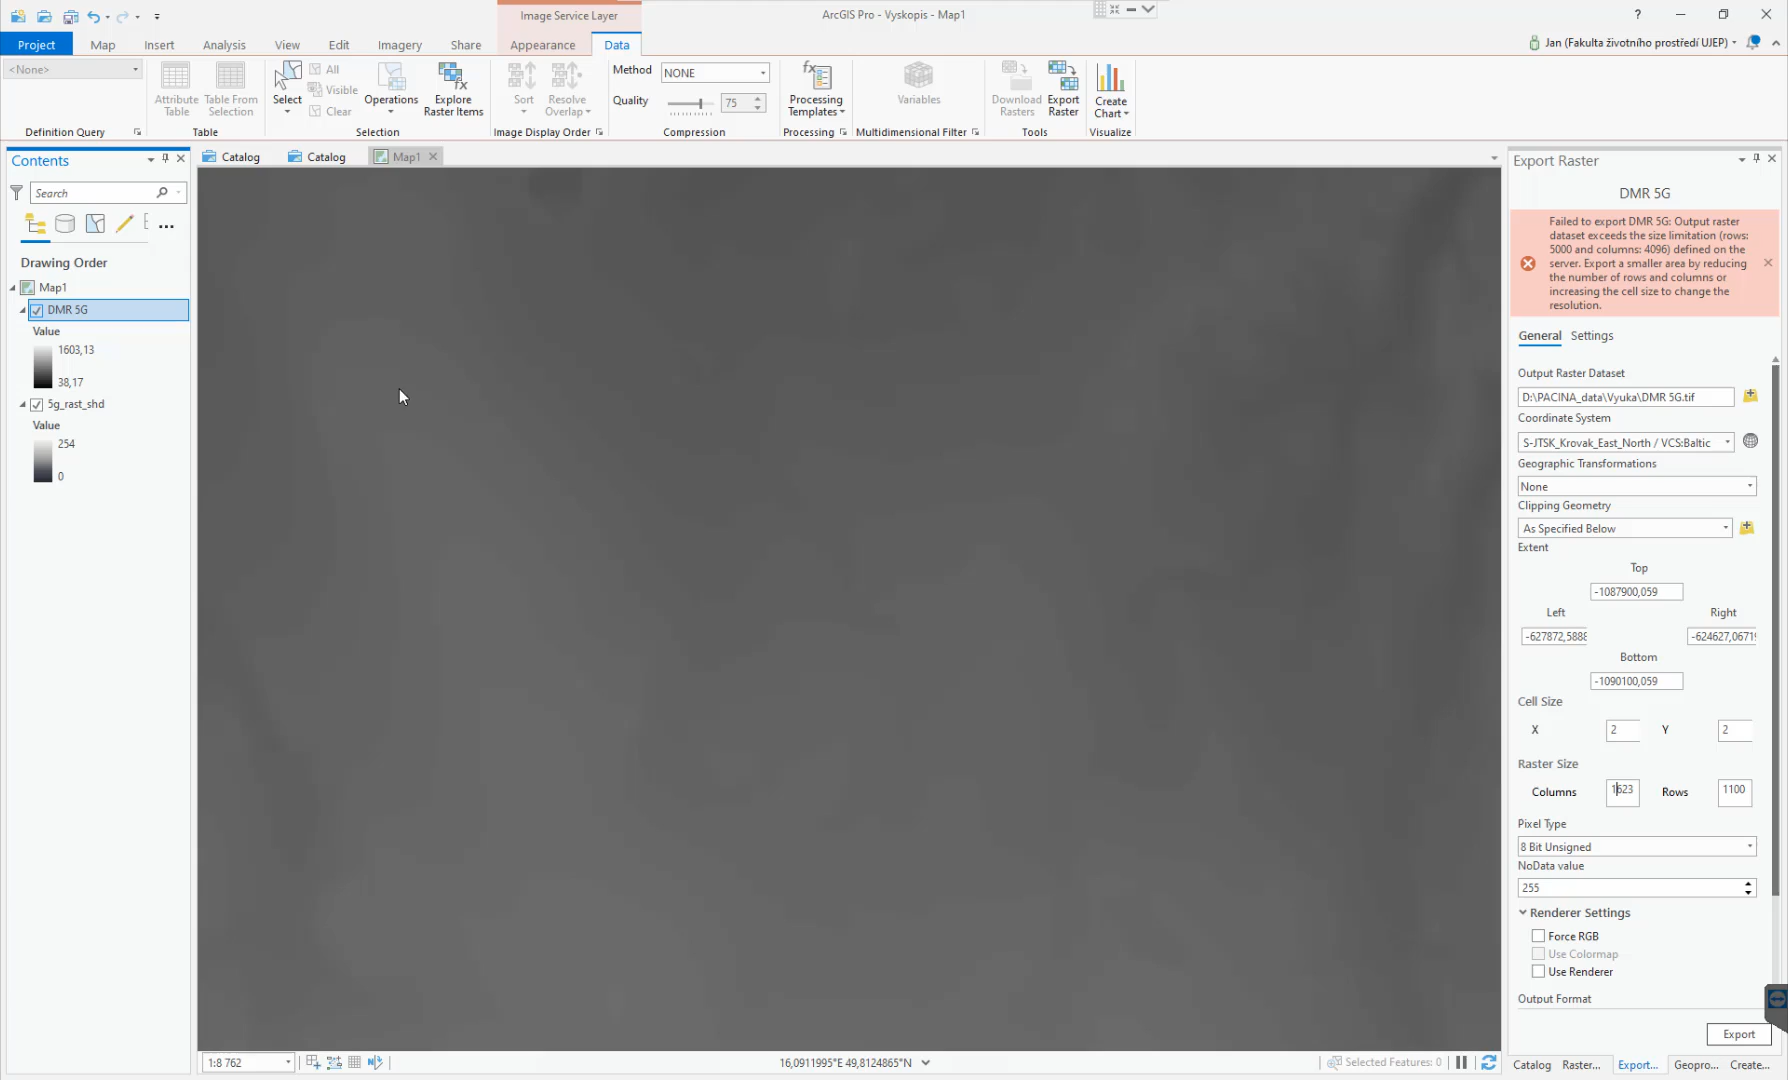 Image Service Layer
ArcGIS Pro - Vyskopis - Map1
?
Project
Map
Insert
Analysis
View
Edit
Imagery
Share
Appearance
Data
Jan (Fakulta životního prostředí UJEP)
<None>
Definition Query
Attribute
Table
Table From
Selection
Table
Select
All
Visible
Clear
Operations
Explore
Raster Items
Selection
Sort
Resolve
Overlap
Image Display Order
Method
NONE
Quality
75
Compression
Processing
Templates
Processing
Variables
Multidimensional Filter
Download
Rasters
Export
Raster
Tools
Create
Chart
Visualize
Contents
Search
Drawing Order
Map1
DMR 5G
Value
1603,13
38,17
5g_rast_shd
Value
254
0
Catalog
Catalog
Map1
1:8 762
16,0911995°E 49,8124865°N
Selected Features: 0
Export Raster
DMR 5G
Failed to export DMR 5G: Output raster
dataset exceeds the size limitation (rows:
5000 and columns: 4096) defined on the
server. Export a smaller area by reducing
the number of rows and columns or
increasing the cell size to change the
resolution.
General
Settings
Output Raster Dataset
D:\PACINA_data\Vyuka\DMR 5G.tif
Coordinate System
S-JTSK_Krovak_East_North / VCS:Baltic
Geographic Transformations
None
Clipping Geometry
As Specified Below
Extent
Top
-1087900,059
Left
Right
-627872,5888
-624627,0671
Bottom
-1090100,059
Cell Size
X
2
Y
2
Raster Size
Columns
1623
Rows
1100
Pixel Type
8 Bit Unsigned
NoData value
255
Renderer Settings
Force RGB
Use Colormap
Use Renderer
Output Format
Export
Catalog
Raster...
Export...
Geopro...
Create...